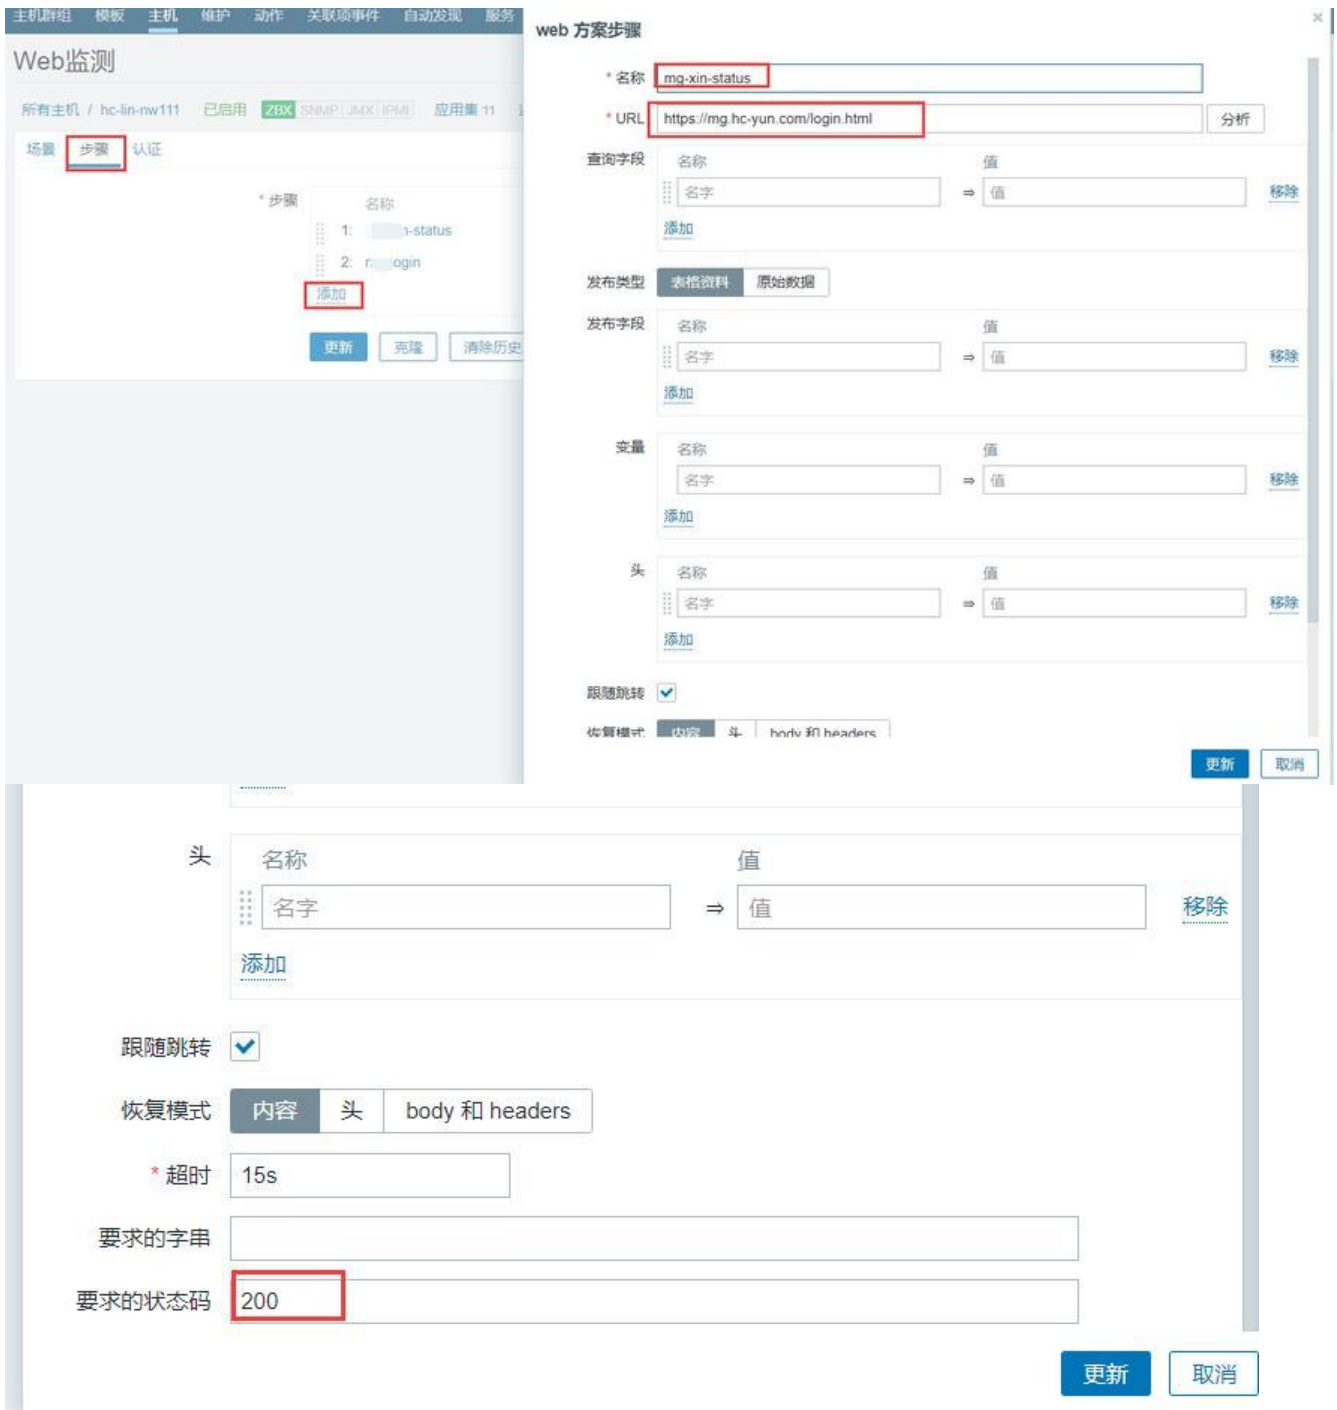 主机群组 模板 主机 维护 动作 关联项事件 自动发现 服务
Web监测
所有主机 / hc-lin-nw111 已启用 ZBX SNMP JMX IPMI 应用集 11
场景 步骤 认证
* 步骤 名称
1: -status
2: ogin
添加
更新 克隆 清除历史
web 方案步骤 ×
* 名称 mg-xin-status
* URL https://mg.hc-yun.com/login.html 分析
查询字段 名称 值
名字 ⇒ 值 移除
添加
发布类型 表格资料 原始数据
发布字段 名称 值
名字 ⇒ 值 移除
添加
变量 名称 值
名字 ⇒ 值 移除
添加
头 名称 值
名字 ⇒ 值 移除
添加
跟随跳转
恢复模式 内容 头 body 和 headers
更新 取消
头 名称 值
名字 ⇒ 值 移除
添加
跟随跳转
恢复模式 内容 头 body 和 headers
* 超时 15s
要求的字串
要求的状态码 200
更新 取消